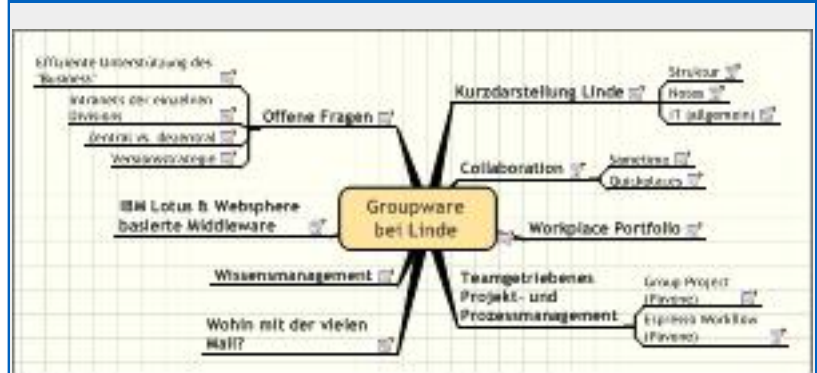 Groupware
bei Linde
Kurzdarstellung Linde
Struktur
Notes
IT (allgemein)
Collaboration
Sametime
Quickplaces
Workplace Portfolio
Teamgetriebenes
Projekt- und
Prozessmanagement
Group Project
(Pavone)
Espresso Workflow
(Pavone)
Offene Fragen
Effiziente Unterstützung des
"Business"
Intranets der einzelnen
Divisions
Zentral vs. dezentral
Versionsstrategie
IBM Lotus & Websphere
basierte Middleware
Wissensmanagement
Wohin mit der vielen
Mail?